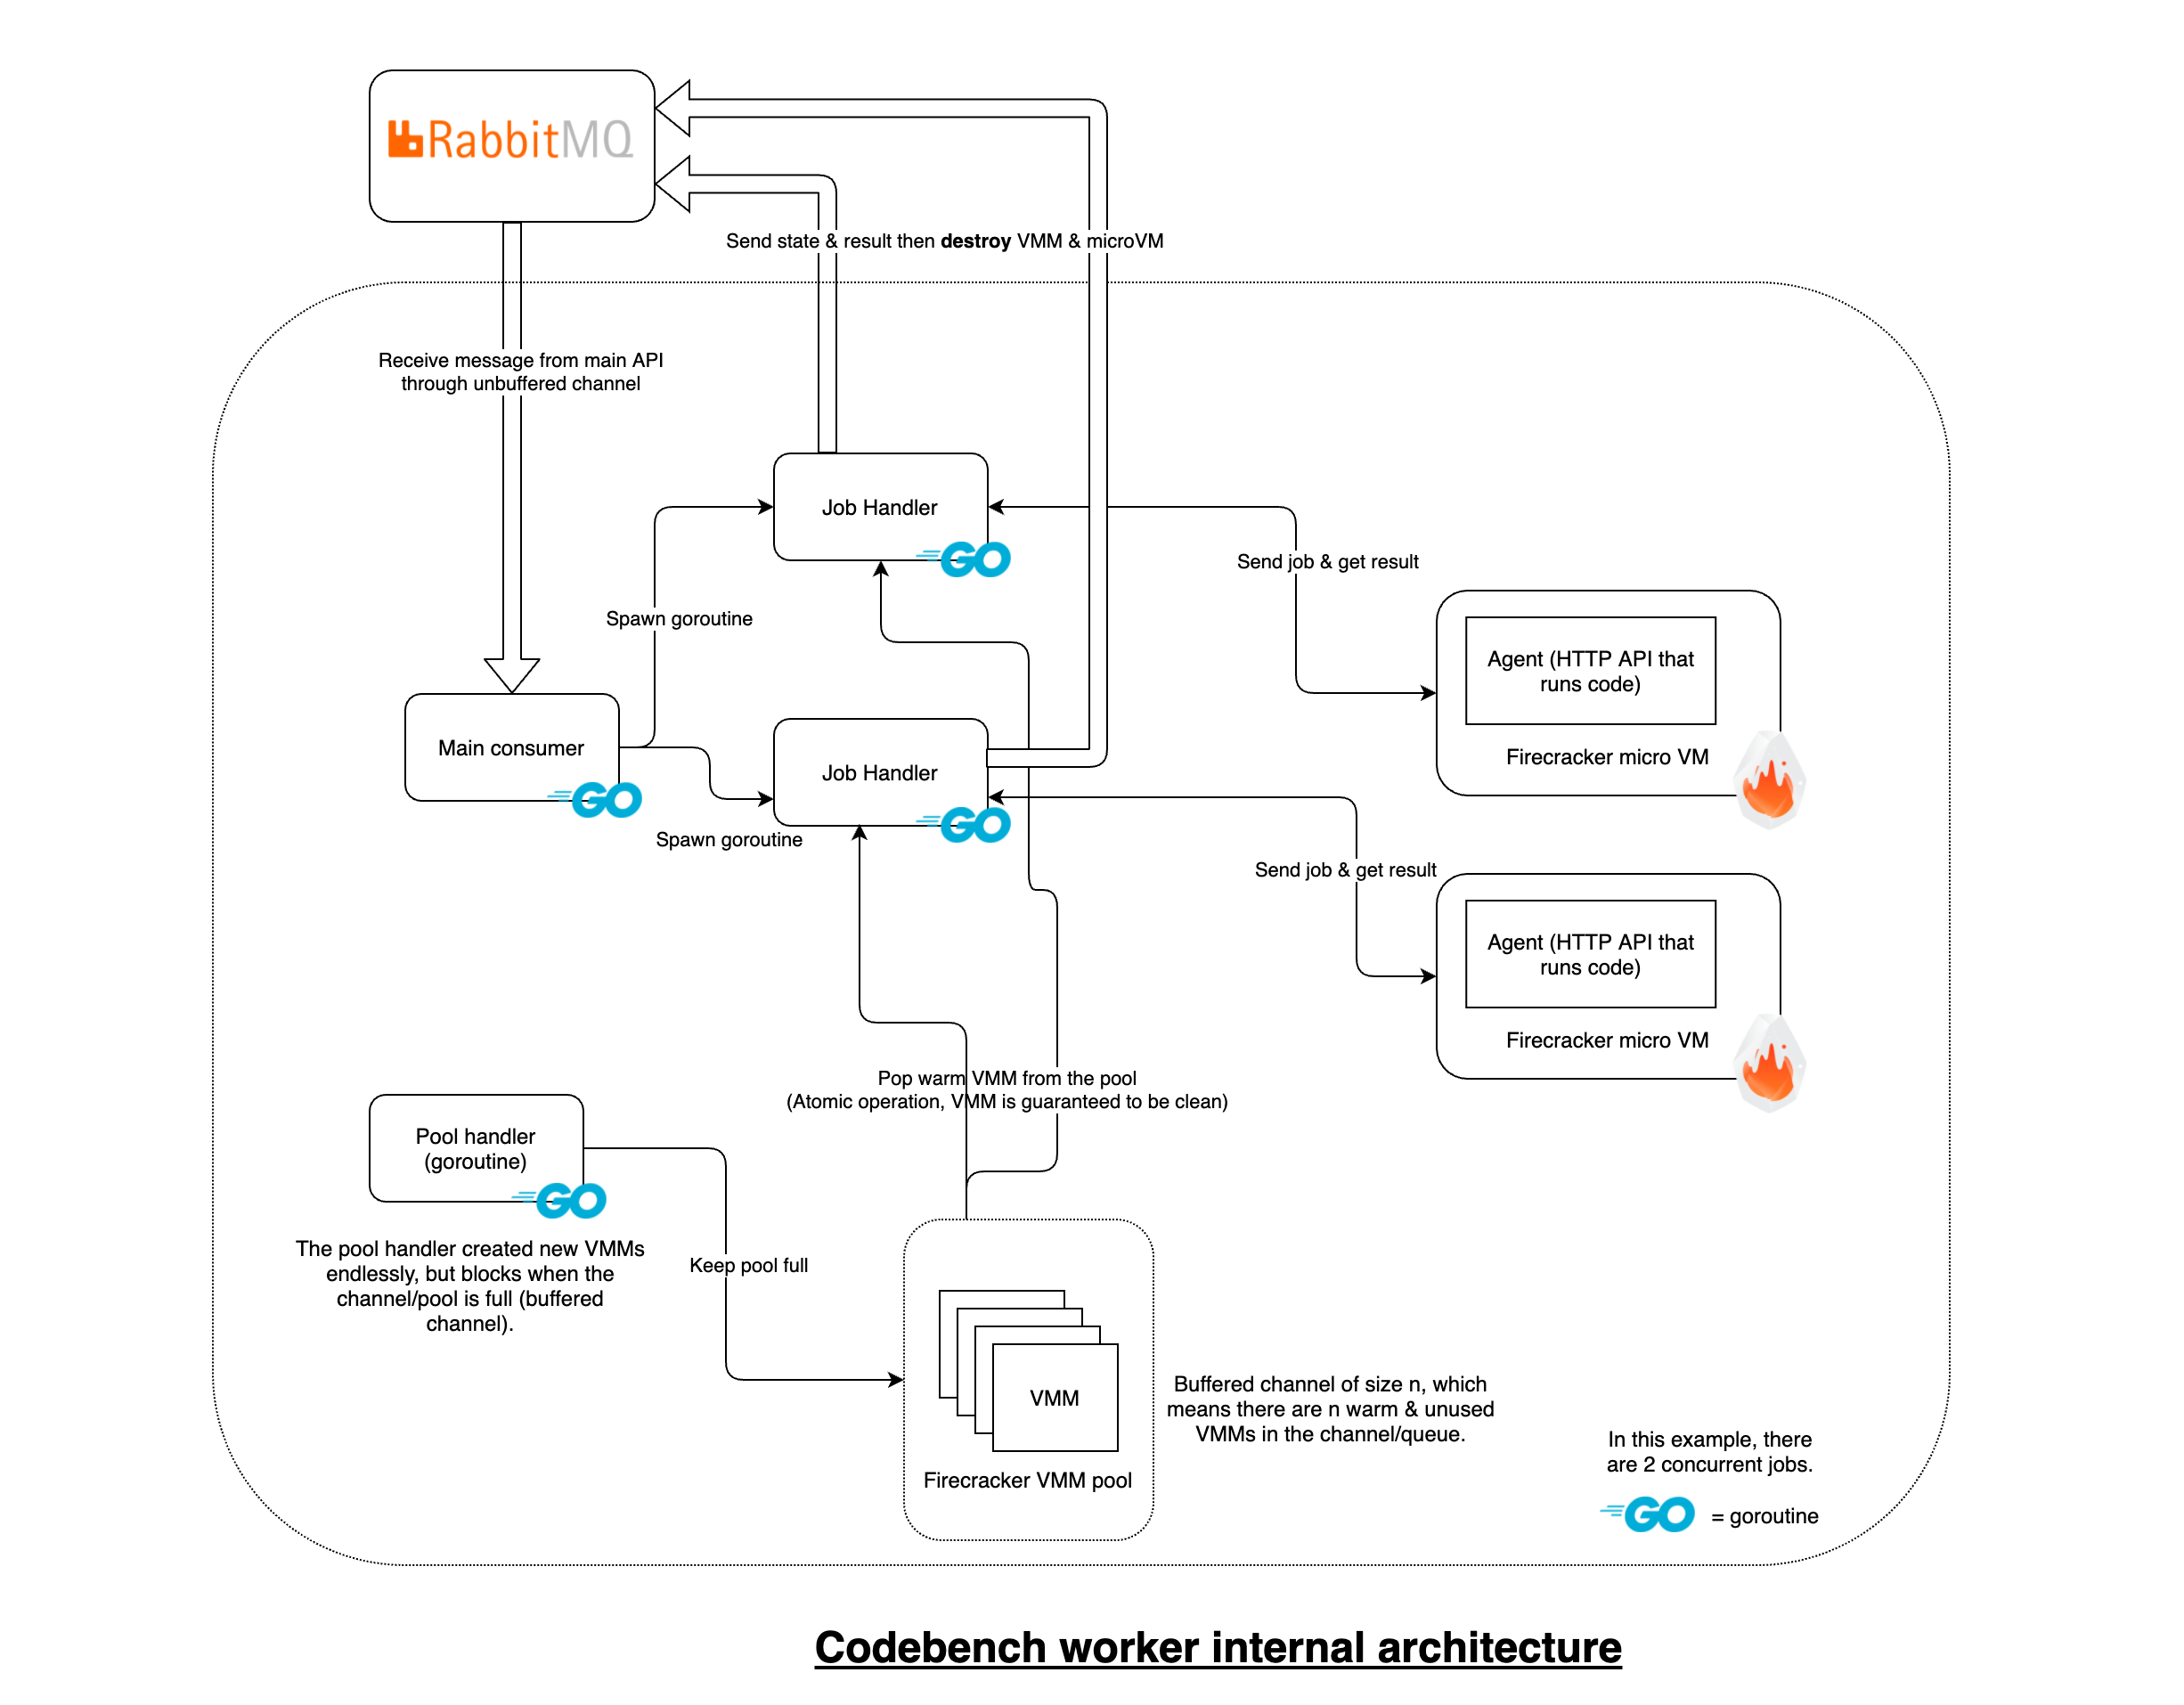 RabbitMQ
Send state & result then destroy VMM & microVM
Receive message from main API
through unbuffered channel
Job Handler
GO
Send job & get result
Spawn goroutine
Agent (HTTP API that
runs code)
Firecracker micro VM
Main consumer
GO
Job Handler
GO
Spawn goroutine
Send job & get result
Agent (HTTP API that
runs code)
Firecracker micro VM
Pop warm VMM from the pool
(Atomic operation, VMM is guaranteed to be clean)
Pool handler
(goroutine)
GO
The pool handler created new VMMs
endlessly, but blocks when the
channel/pool is full (buffered
channel).
Keep pool full
VMM
Firecracker VMM pool
Buffered channel of size n, which
means there are n warm & unused
VMMs in the channel/queue.
In this example, there
are 2 concurrent jobs.
GO = goroutine
Codebench worker internal architecture